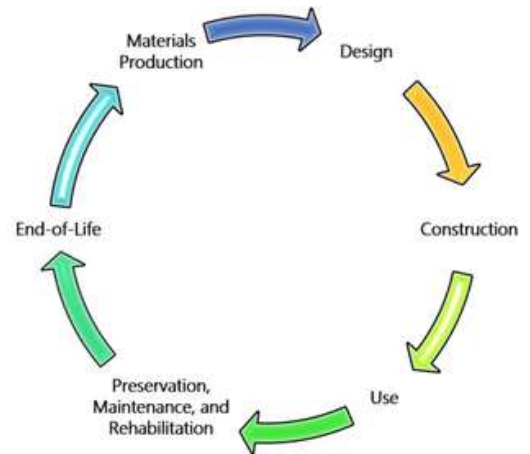 Materials
Production
Design
Construction
Use
Preservation,
Maintenance, and
Rehabilitation
End-of-Life